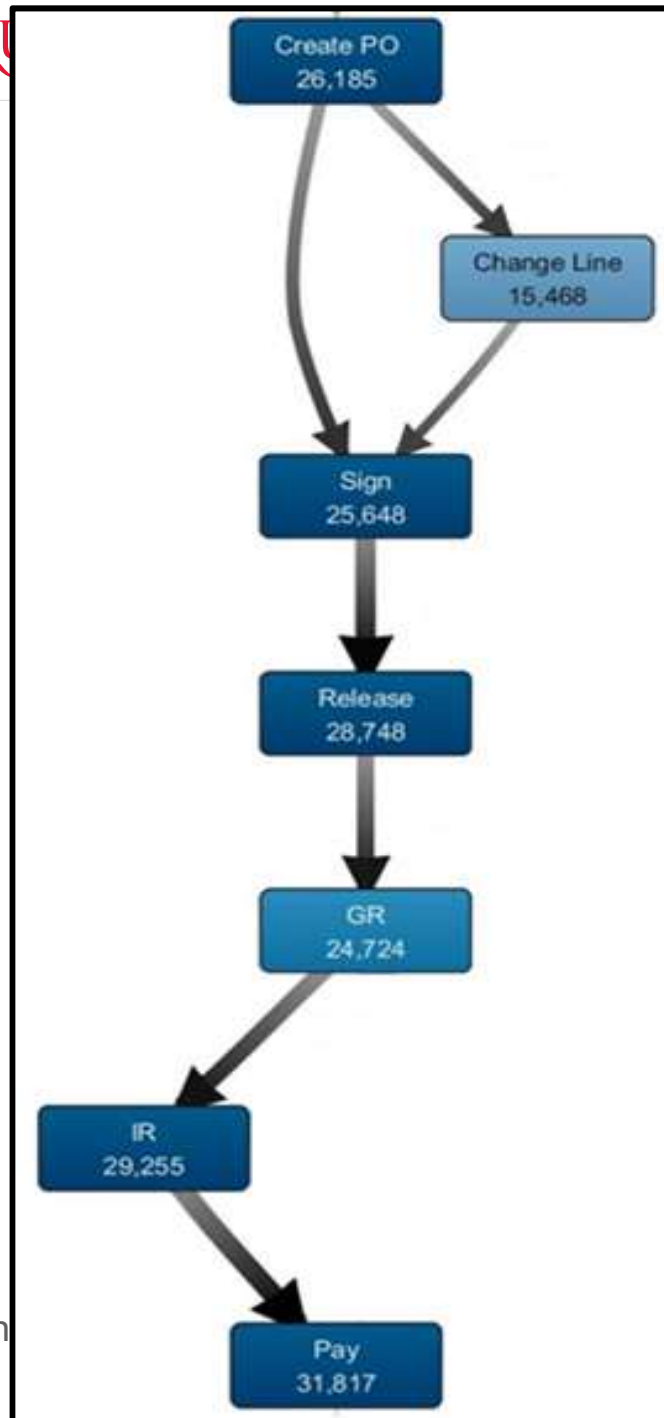 Create PO
26,185
Change Line
15,468
Sign
25,648
Release
28,748
GR
24,724
IR
29,255
Pay
31,817